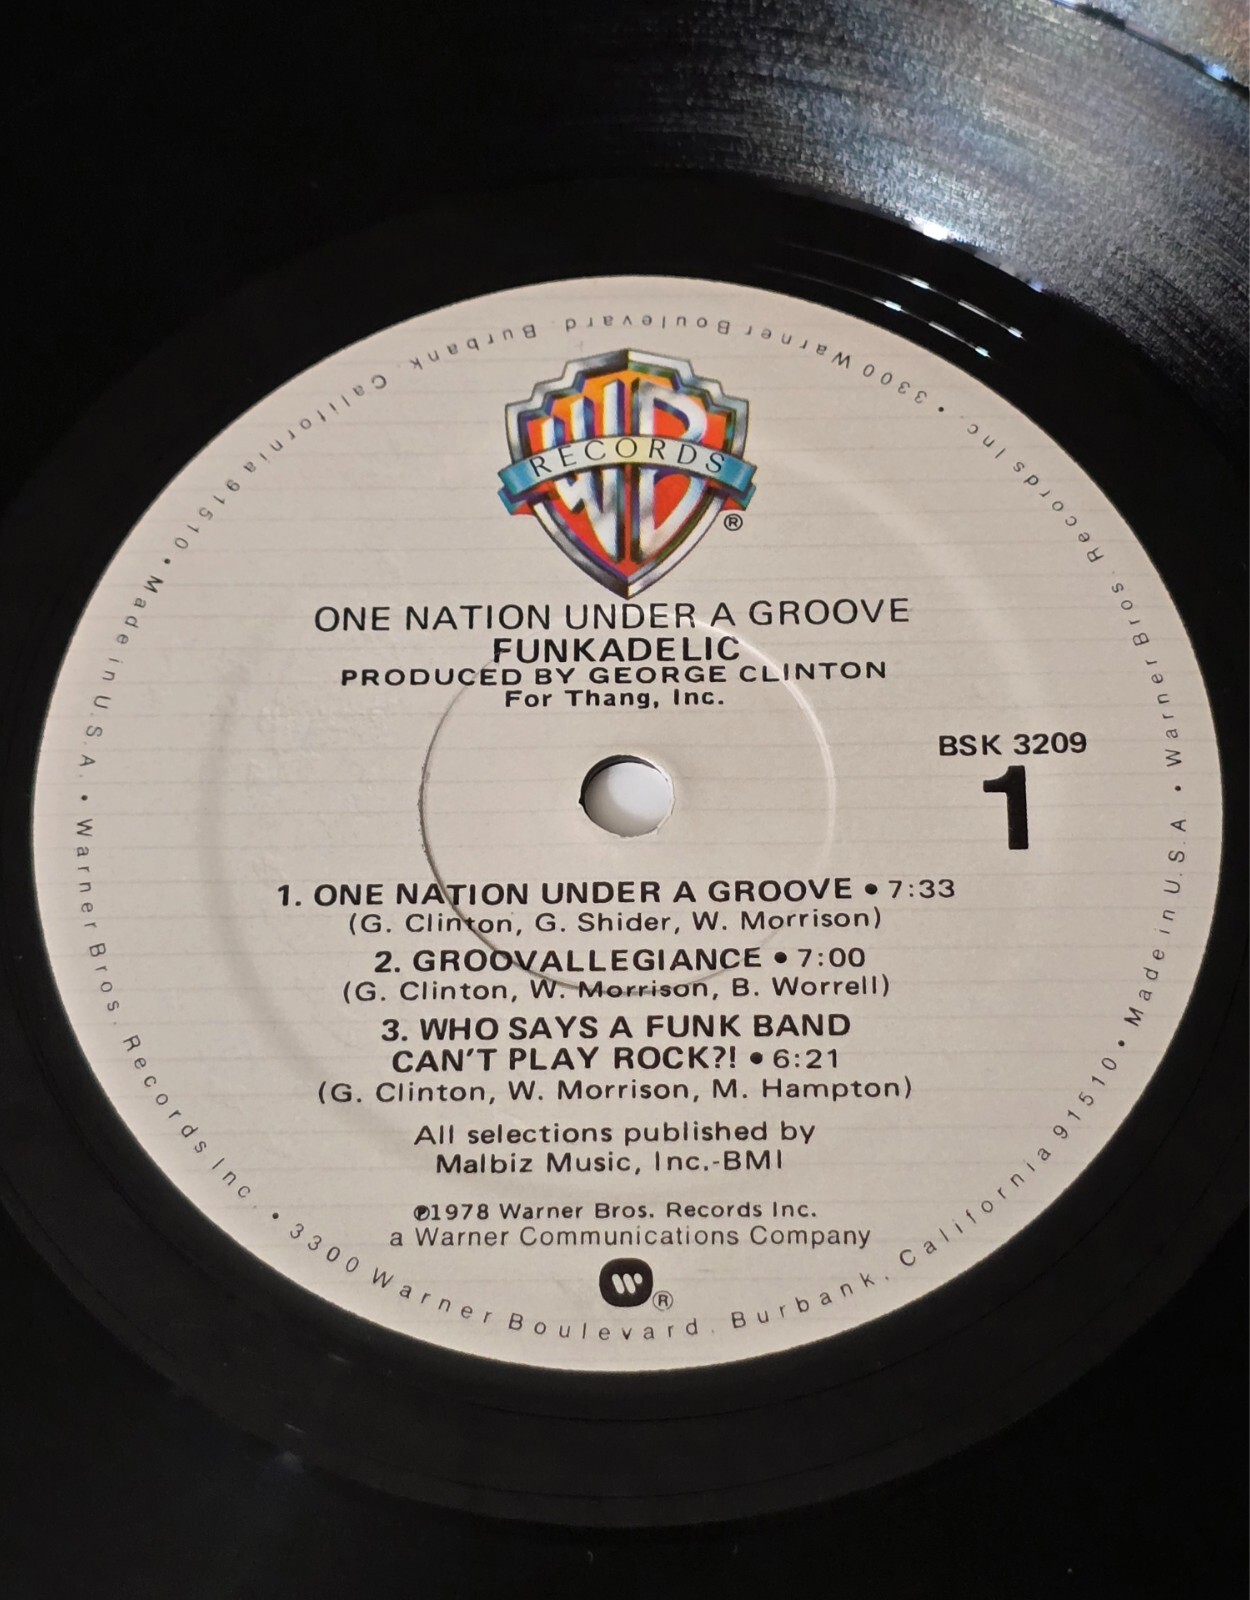 WB
RECORDS
®
ONE NATION UNDER A GROOVE
FUNKADELIC
PRODUCED BY GEORGE CLINTON
For Thang, Inc.
BSK 3209
1
1. ONE NATION UNDER A GROOVE • 7:33
(G. Clinton, G. Shider, W. Morrison)
2. GROOVALLEGIANCE • 7:00
(G. Clinton, W. Morrison, B. Worrell)
3. WHO SAYS A FUNK BAND
CAN'T PLAY ROCK?! • 6:21
(G. Clinton, W. Morrison, M. Hampton)
All selections published by
Malbiz Music, Inc.-BMI
℗1978 Warner Bros. Records Inc.
a Warner Communications Company
W ®
• Warner Bros. Records Inc. • 3300 Warner Boulevard. Burbank. California 91510 • Made in U.S.A. • Warner Bros. Records Inc. • 3300 Warner Boulevard. Burbank. California 91510 • Made in U.S.A